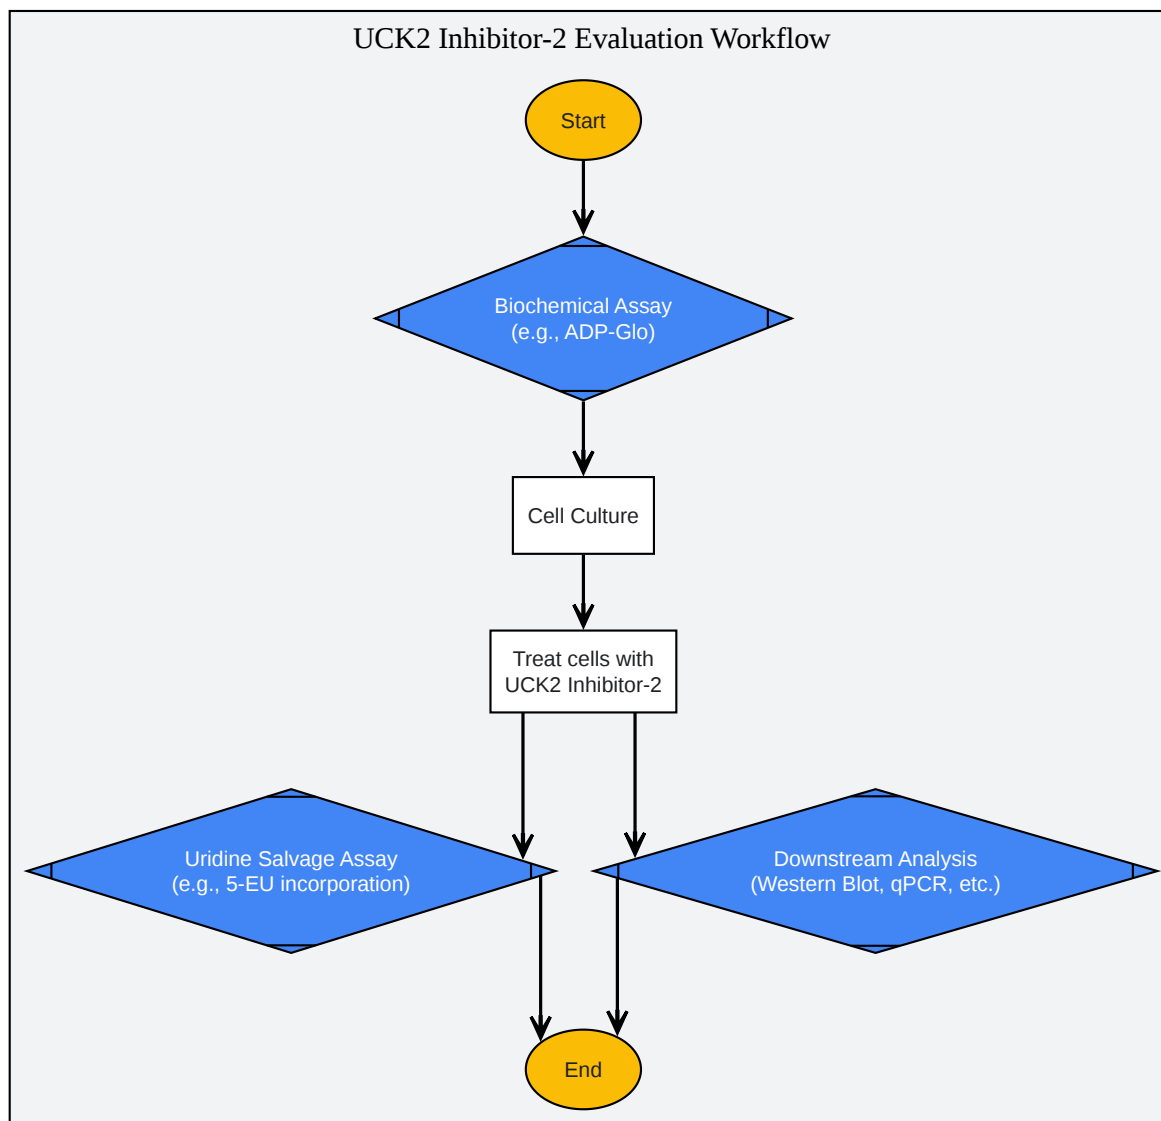 UCK2 Inhibitor-2 Evaluation Workflow
Start
Biochemical Assay
(e.g., ADP-Glo)
Cell Culture
Treat cells with
UCK2 Inhibitor-2
Uridine Salvage Assay
(e.g., 5-EU incorporation)
Downstream Analysis
(Western Blot, qPCR, etc.)
End